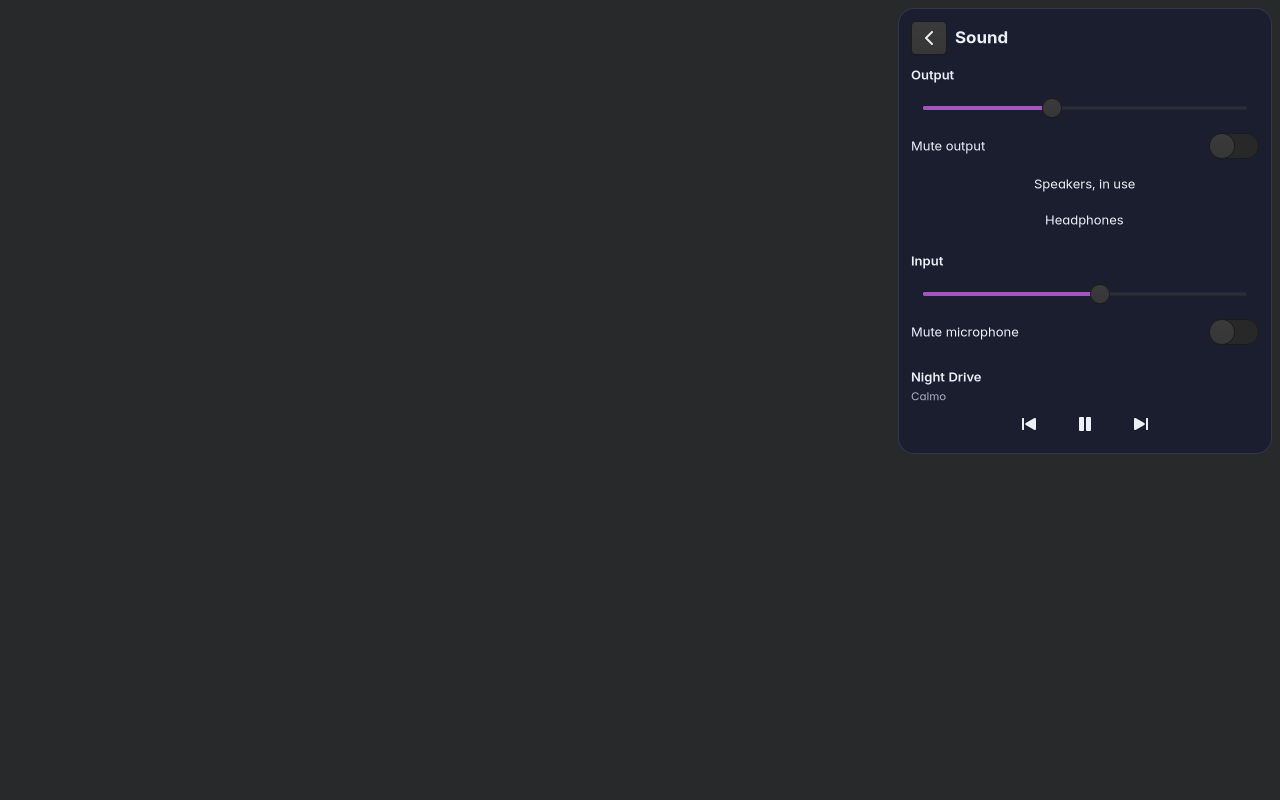 Sound
Output
Mute output
Speakers, in use
Headphones
Input
Mute microphone
Night Drive
Calmo